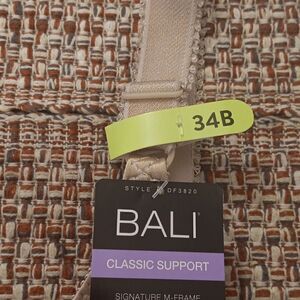 34B
STYLE DF3820
BALI
CLASSIC SUPPORT
SIGNATURE M-FRAME